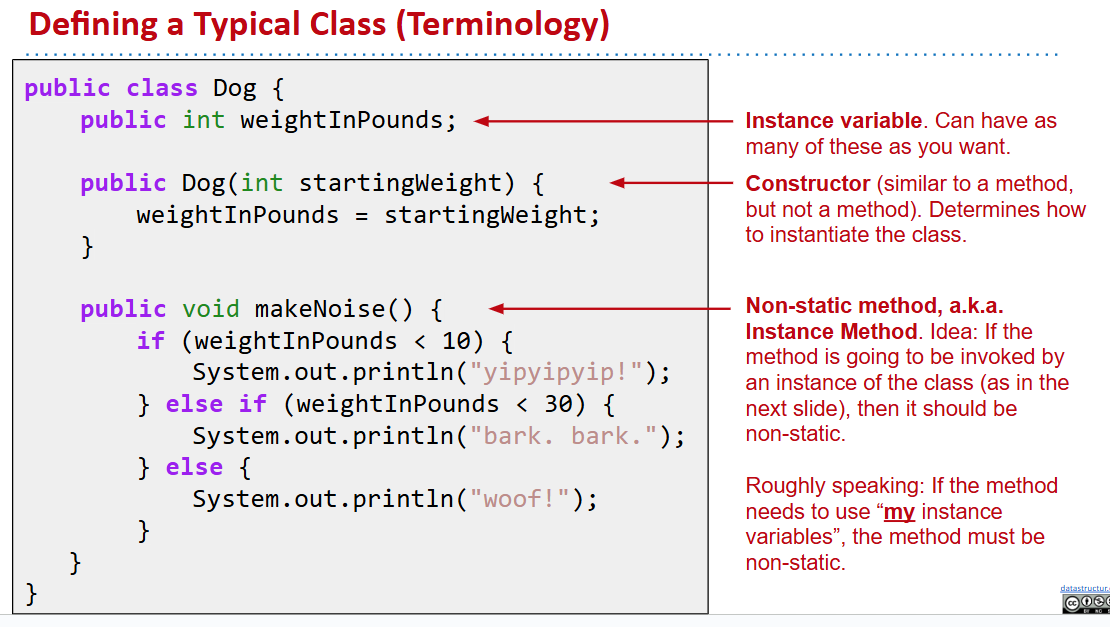 Defining a Typical Class (Terminology)
public class Dog {
public int weightInPounds;
public Dog(int startingWeight) {
weightInPounds = startingWeight;
}
public void makeNoise() {
if (weightInPounds < 10) {
System.out.println("yipyipyip!");
} else if (weightInPounds < 30) {
System.out.println("bark. bark.");
} else {
System.out.println("woof!");
}
}
}
Instance variable. Can have as
many of these as you want.
Constructor (similar to a method,
but not a method). Determines how
to instantiate the class.
Non-static method, a.k.a.
Instance Method. Idea: If the
method is going to be invoked by
an instance of the class (as in the
next slide), then it should be
non-static.
Roughly speaking: If the method
needs to use “my instance
variables”, the method must be
non-static.
datastructur.
cc
BY NC